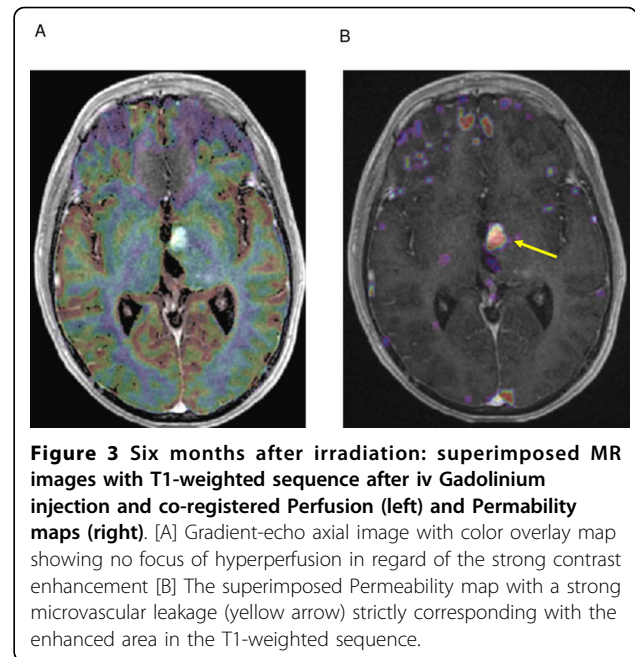 A B
Figure 3 Six months after irradiation: superimposed MR
images with T1-weighted sequence after iv Gadolinium
injection and co-registered Perfusion (left) and Permability
maps (right). [A] Gradient-echo axial image with color overlay map
showing no focus of hyperperfusion in regard of the strong contrast
enhancement [B] The superimposed Permeability map with a strong
microvascular leakage (yellow arrow) strictly corresponding with the
enhanced area in the T1-weighted sequence.